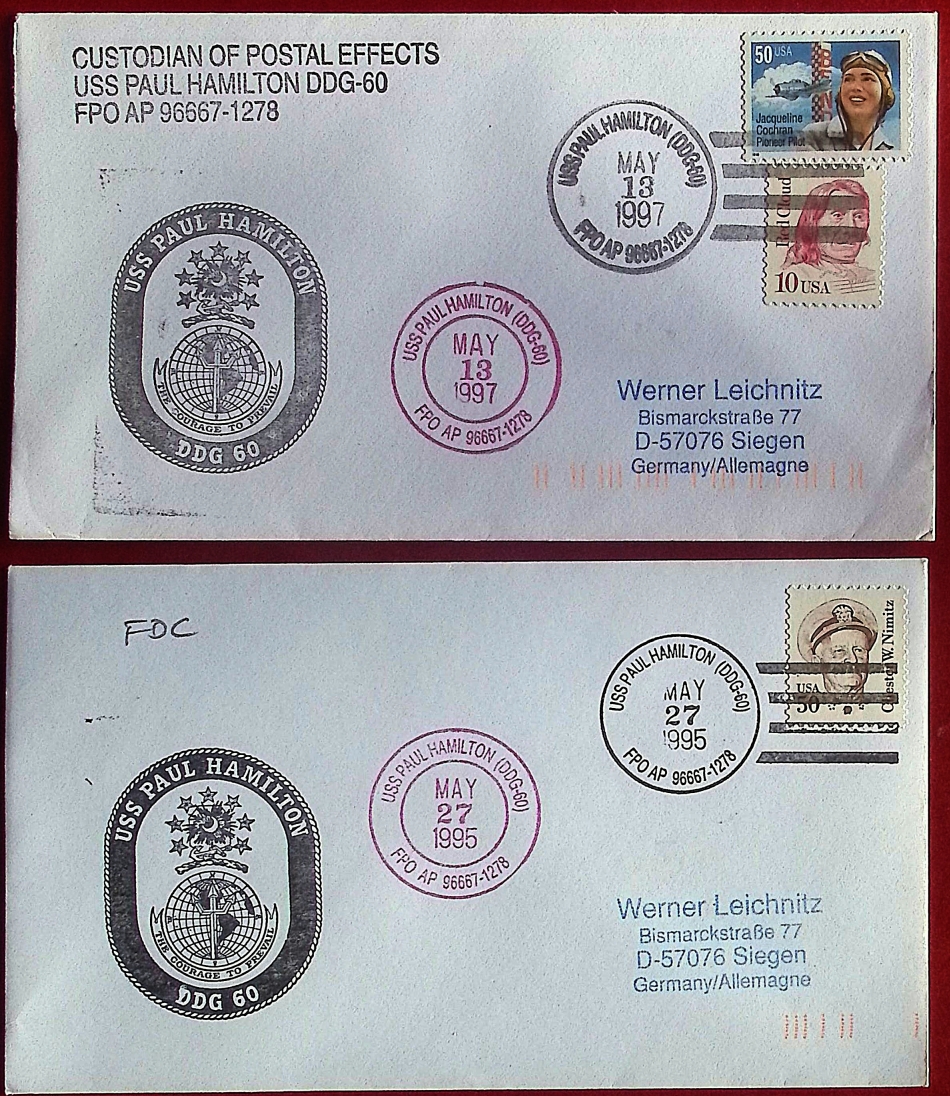 CUSTODIAN OF POSTAL EFFECTS
USS PAUL HAMILTON DDG-60
FPO AP 96667-1278
50 USA
Jacqueline
Cochran
Pioneer Pilot
USS PAUL HAMILTON (DDG-60)
MAY
13
1997
FPO AP 96667-1278
Red Cloud
10 USA
USS PAUL HAMILTON
THE COURAGE TO PREVAIL
DDG 60
USS PAUL HAMILTON (DDG-60)
MAY
13
1997
FPO AP 96667-1278
Werner Leichnitz
Bismarckstraße 77
D-57076 Siegen
Germany/Allemagne
FDC
USS PAUL HAMILTON (DDG-60)
MAY
27
1995
FPO AP 96667-1278
Chester W. Nimitz
USA
50
USS PAUL HAMILTON
THE COURAGE TO PREVAIL
DDG 60
USS PAUL HAMILTON (DDG-60)
MAY
27
1995
FPO AP 96667-1278
Werner Leichnitz
Bismarckstraße 77
D-57076 Siegen
Germany/Allemagne